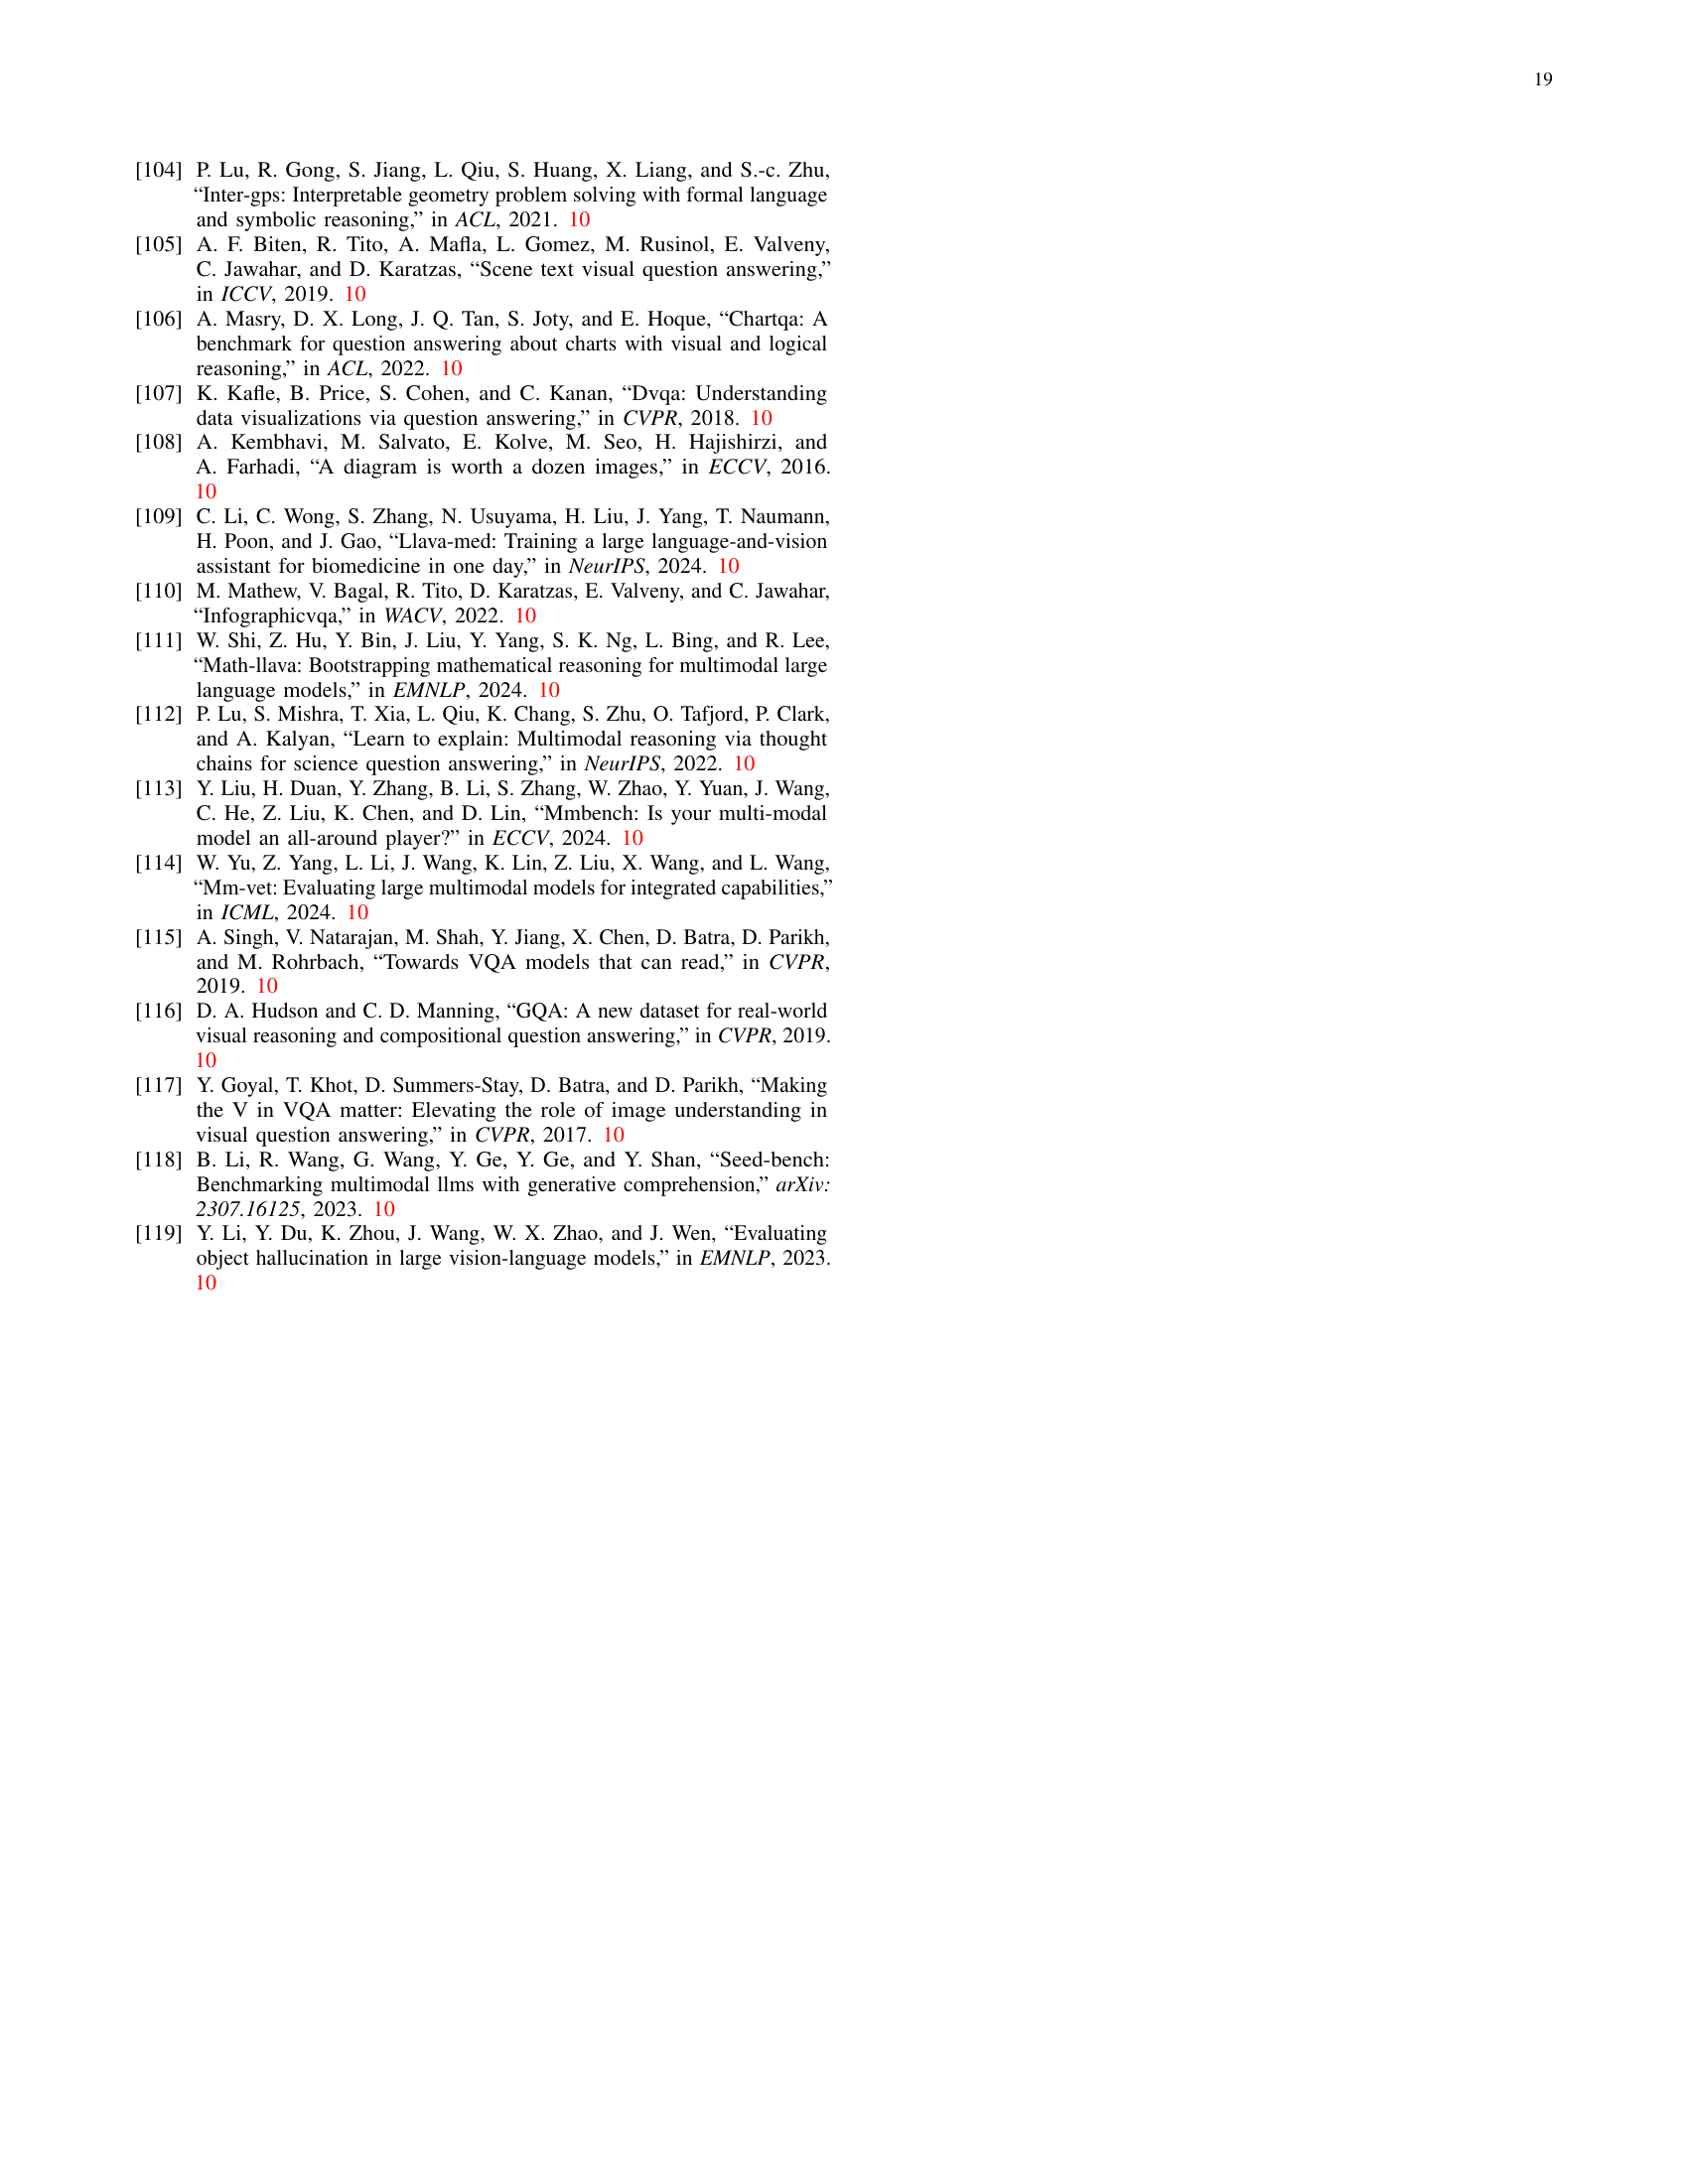 19
[104] P. Lu, R. Gong, S. Jiang, L. Qiu, S. Huang, X. Liang, and S.-c. Zhu,
“Inter-gps: Interpretable geometry problem solving with formal language
and symbolic reasoning,” in ACL, 2021. 10
[105] A. F. Biten, R. Tito, A. Mafla, L. Gomez, M. Rusinol, E. Valveny,
C. Jawahar, and D. Karatzas, “Scene text visual question answering,”
in ICCV, 2019. 10
[106] A. Masry, D. X. Long, J. Q. Tan, S. Joty, and E. Hoque, “Chartqa: A
benchmark for question answering about charts with visual and logical
reasoning,” in ACL, 2022. 10
[107] K. Kafle, B. Price, S. Cohen, and C. Kanan, “Dvqa: Understanding
data visualizations via question answering,” in CVPR, 2018. 10
[108] A. Kembhavi, M. Salvato, E. Kolve, M. Seo, H. Hajishirzi, and
A. Farhadi, “A diagram is worth a dozen images,” in ECCV, 2016.
10
[109] C. Li, C. Wong, S. Zhang, N. Usuyama, H. Liu, J. Yang, T. Naumann,
H. Poon, and J. Gao, “Llava-med: Training a large language-and-vision
assistant for biomedicine in one day,” in NeurIPS, 2024. 10
[110] M. Mathew, V. Bagal, R. Tito, D. Karatzas, E. Valveny, and C. Jawahar,
“Infographicvqa,” in WACV, 2022. 10
[111] W. Shi, Z. Hu, Y. Bin, J. Liu, Y. Yang, S. K. Ng, L. Bing, and R. Lee,
“Math-llava: Bootstrapping mathematical reasoning for multimodal large
language models,” in EMNLP, 2024. 10
[112] P. Lu, S. Mishra, T. Xia, L. Qiu, K. Chang, S. Zhu, O. Tafjord, P. Clark,
and A. Kalyan, “Learn to explain: Multimodal reasoning via thought
chains for science question answering,” in NeurIPS, 2022. 10
[113] Y. Liu, H. Duan, Y. Zhang, B. Li, S. Zhang, W. Zhao, Y. Yuan, J. Wang,
C. He, Z. Liu, K. Chen, and D. Lin, “Mmbench: Is your multi-modal
model an all-around player?” in ECCV, 2024. 10
[114] W. Yu, Z. Yang, L. Li, J. Wang, K. Lin, Z. Liu, X. Wang, and L. Wang,
“Mm-vet: Evaluating large multimodal models for integrated capabilities,”
in ICML, 2024. 10
[115] A. Singh, V. Natarajan, M. Shah, Y. Jiang, X. Chen, D. Batra, D. Parikh,
and M. Rohrbach, “Towards VQA models that can read,” in CVPR,
2019. 10
[116] D. A. Hudson and C. D. Manning, “GQA: A new dataset for real-world
visual reasoning and compositional question answering,” in CVPR, 2019.
10
[117] Y. Goyal, T. Khot, D. Summers-Stay, D. Batra, and D. Parikh, “Making
the V in VQA matter: Elevating the role of image understanding in
visual question answering,” in CVPR, 2017. 10
[118] B. Li, R. Wang, G. Wang, Y. Ge, Y. Ge, and Y. Shan, “Seed-bench:
Benchmarking multimodal llms with generative comprehension,” arXiv:
2307.16125, 2023. 10
[119] Y. Li, Y. Du, K. Zhou, J. Wang, W. X. Zhao, and J. Wen, “Evaluating
object hallucination in large vision-language models,” in EMNLP, 2023.
10